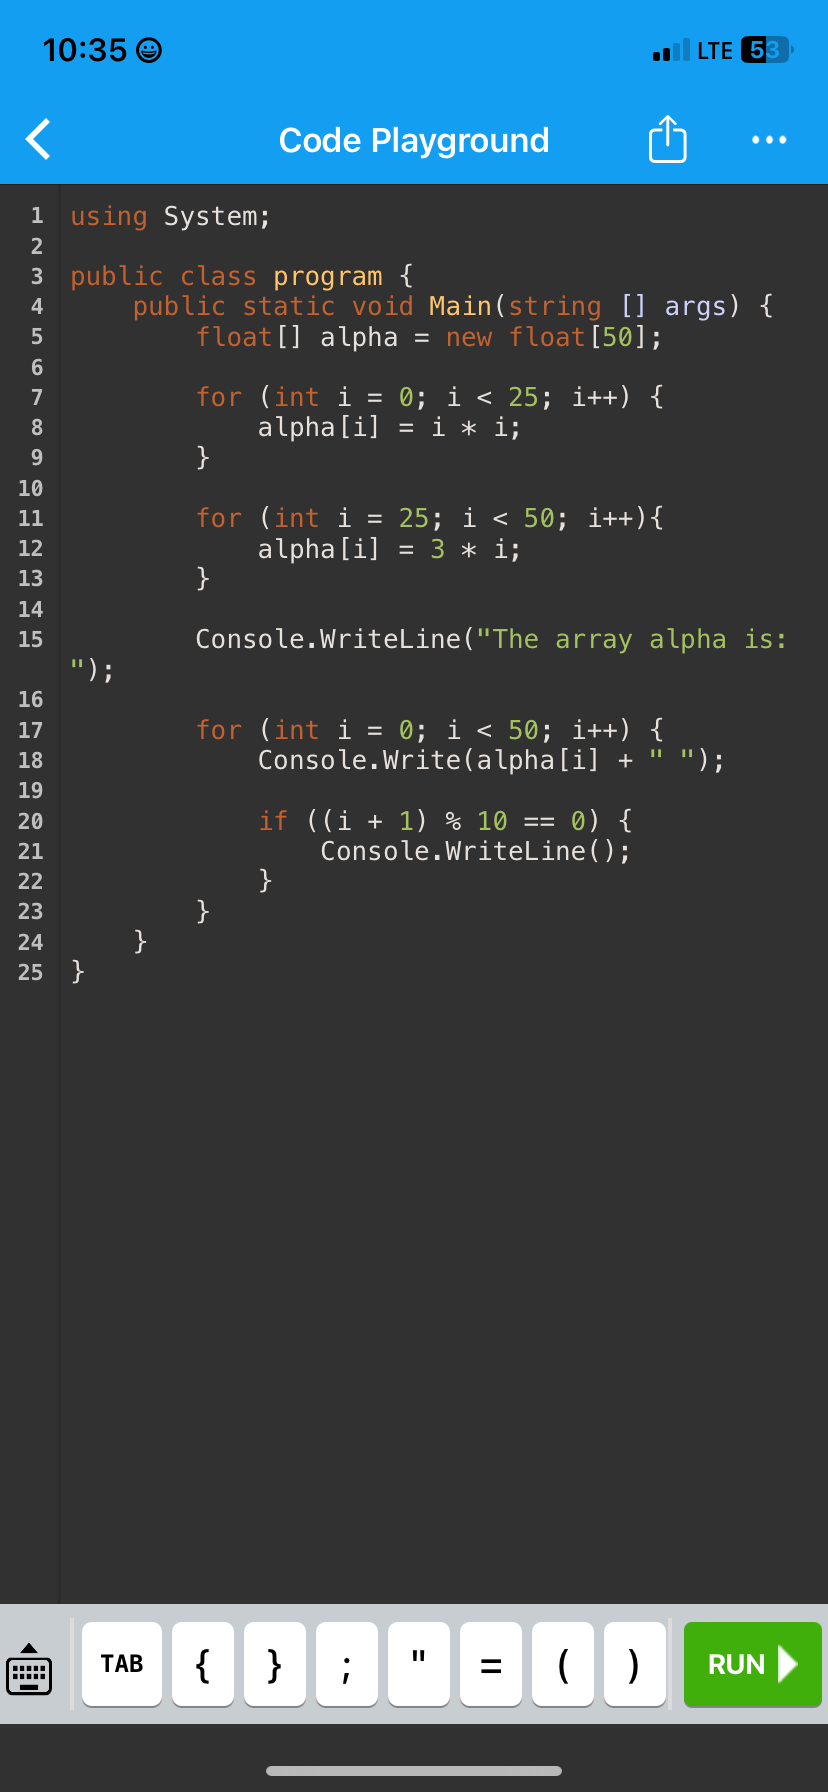 10:35 LTE 53
Code Playground
1 using System;
2
3 public class program {
4     public static void Main(string [] args) {
5         float[] alpha = new float[50];
6
7         for (int i = 0; i < 25; i++) {
8             alpha[i] = i * i;
9         }
10
11         for (int i = 25; i < 50; i++){
12             alpha[i] = 3 * i;
13         }
14
15         Console.WriteLine("The array alpha is:
");
16
17         for (int i = 0; i < 50; i++) {
18             Console.Write(alpha[i] + " ");
19
20             if ((i + 1) % 10 == 0) {
21                 Console.WriteLine();
22             }
23         }
24     }
25 }
TAB { } ; " = ( ) RUN